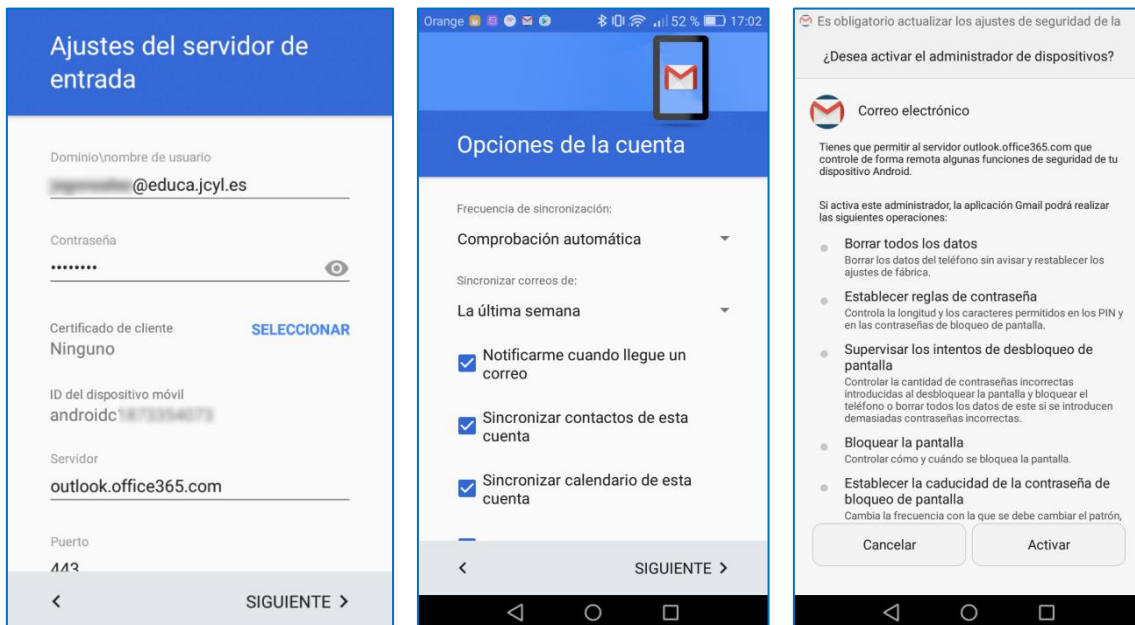 Ajustes del servidor de
entrada
Dominio\nombre de usuario
@educa.jcyl.es
Contraseña
••••••••
Certificado de cliente
SELECCIONAR
Ninguno
ID del dispositivo móvil
androidc
Servidor
outlook.office365.com
Puerto
443
SIGUIENTE
Orange
52 %
17:02
Opciones de la cuenta
Frecuencia de sincronización:
Comprobación automática
Sincronizar correos de:
La última semana
Notificarme cuando llegue un
correo
Sincronizar contactos de esta
cuenta
Sincronizar calendario de esta
cuenta
SIGUIENTE
Es obligatorio actualizar los ajustes de seguridad de la
¿Desea activar el administrador de dispositivos?
Correo electrónico
Tienes que permitir al servidor outlook.office365.com que
controle de forma remota algunas funciones de seguridad de tu
dispositivo Android.
Si activa este administrador, la aplicación Gmail podrá realizar
las siguientes operaciones:
Borrar todos los datos
Borrar los datos del teléfono sin avisar y restablecer los
ajustes de fábrica.
Establecer reglas de contraseña
Controla la longitud y los caracteres permitidos en los PIN y
en las contraseñas de bloqueo de pantalla.
Supervisar los intentos de desbloqueo de
pantalla
Controlar la cantidad de contraseñas incorrectas
introducidas al desbloquear la pantalla y bloquear el
teléfono o borrar todos los datos de este si se introducen
demasiadas contraseñas incorrectas.
Bloquear la pantalla
Controlar cómo y cuándo se bloquea la pantalla.
Establecer la caducidad de la contraseña de
bloqueo de pantalla
Cambia la frecuencia con la que se debe cambiar el patrón,
Cancelar
Activar